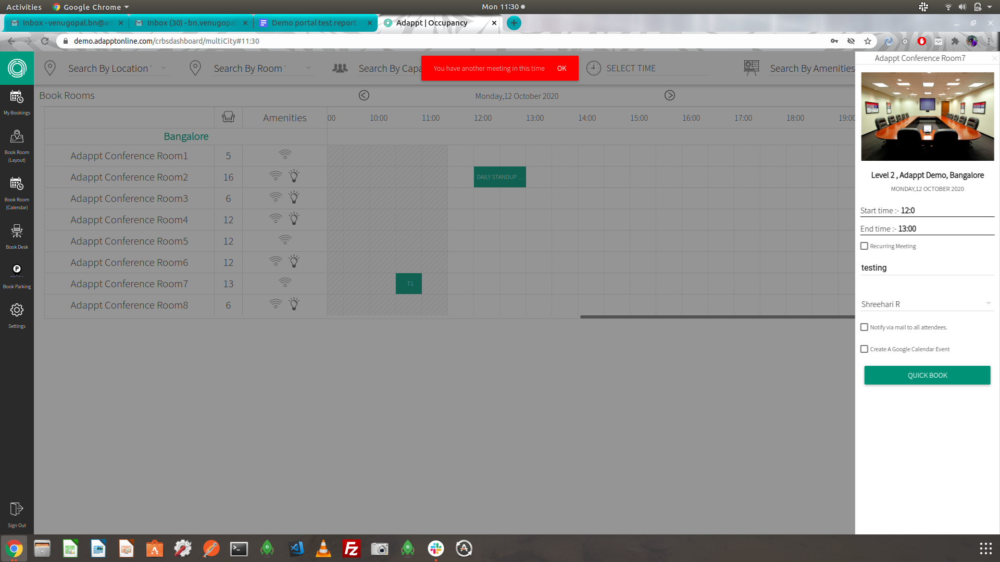 Activities
Google Chrome
Mon 11:30
Inbox - venugopal.bn@ad
Inbox (30) - bn.venugopal
Demo portal test report
Adappt | Occupancy
demo.adapptonline.com/crbsdashboard/multiCity#11:30
Search By Location *
Search By Room *
Search By Capa
You have another meeting in this time
OK
SELECT TIME
Search By Amenities
Book Rooms
Monday,12 October 2020
Amenities
00
10:00
11:00
12:00
13:00
14:00
15:00
16:00
17:00
18:00
19:00
Bangalore
Adappt Conference Room1
5
Adappt Conference Room2
16
DAILY STANDUP ...
Adappt Conference Room3
6
Adappt Conference Room4
12
Adappt Conference Room5
12
Adappt Conference Room6
12
Adappt Conference Room7
13
T1
Adappt Conference Room8
6
My Bookings
Book Room
(Layout)
Book Room
(Calendar)
Book Desk
P
Book Parking
Settings
Sign Out
Adappt Conference Room7
Level 2 , Adappt Demo, Bangalore
MONDAY,12 OCTOBER 2020
Start time :- 12:0
End time :- 13:00
Recurring Meeting
testing
Shreehari R
Notify via mail to all attendees.
Create A Google Calendar Event
QUICK BOOK
Fz